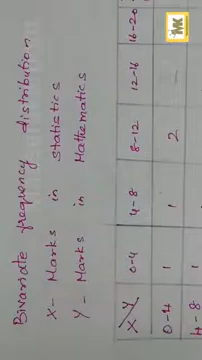 Bivariate frequency distribution
X - Marks in Statistics
Y - Marks in Mathematics
X Y 0-4 4-8 8-12 12-16 16-20
0-4 1 1 2 -
4-8 1
MK